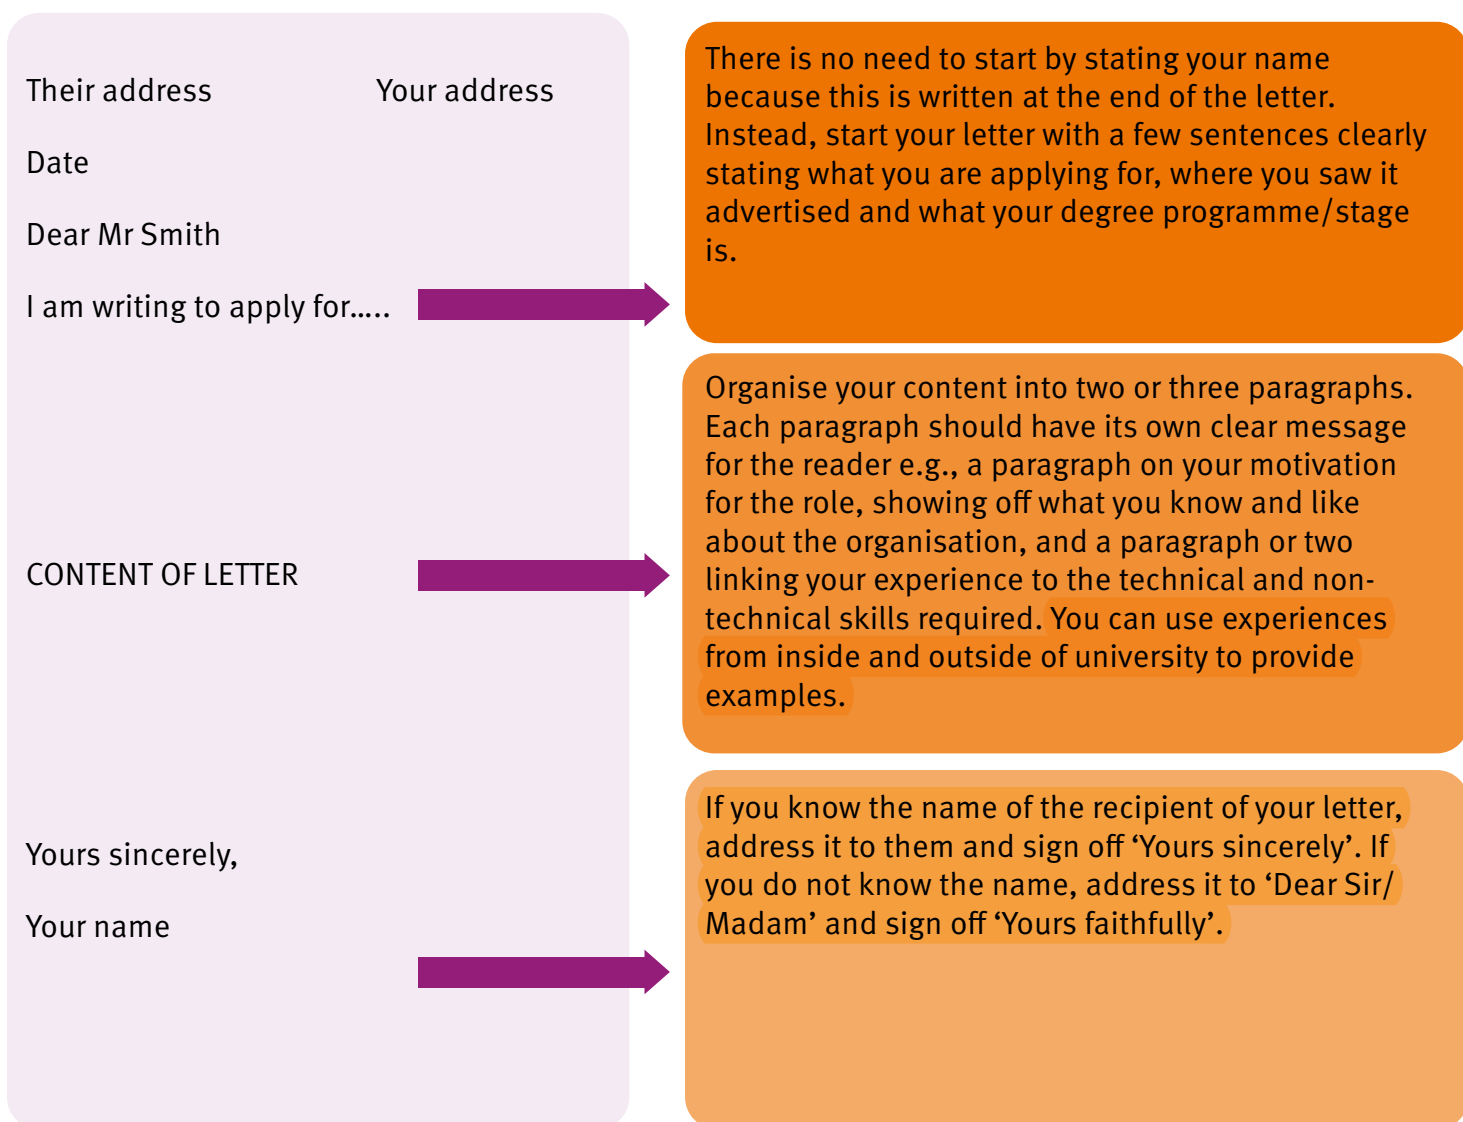 Their address Your address
Date
Dear Mr Smith
I am writing to apply for.....
There is no need to start by stating your name
because this is written at the end of the letter.
Instead, start your letter with a few sentences clearly
stating what you are applying for, where you saw it
advertised and what your degree programme/stage
is.
CONTENT OF LETTER
Organise your content into two or three paragraphs.
Each paragraph should have its own clear message
for the reader e.g., a paragraph on your motivation
for the role, showing off what you know and like
about the organisation, and a paragraph or two
linking your experience to the technical and non-
technical skills required. You can use experiences
from inside and outside of university to provide
examples.
Yours sincerely,
Your name
If you know the name of the recipient of your letter,
address it to them and sign off ‘Yours sincerely’. If
you do not know the name, address it to ‘Dear Sir/
Madam’ and sign off ‘Yours faithfully’.